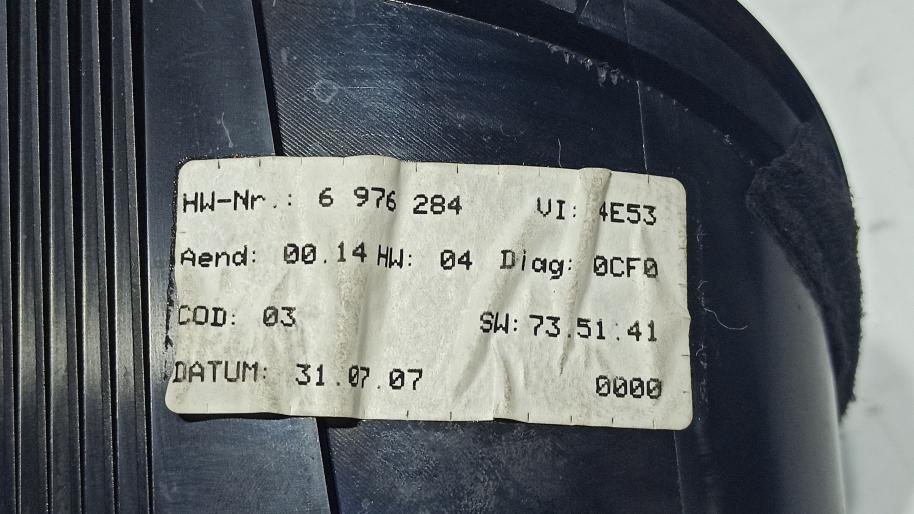 HW-Nr.: 6 976 284 VI: 4E53
Aend: 00.14 HW: 04 Diag: 0CF0
COD: 03 SW: 73.51.41
DATUM: 31.07.07 0000